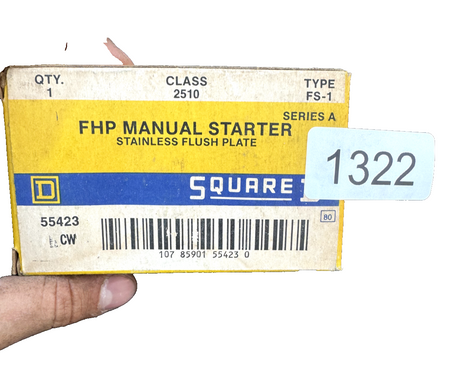 QTY. CLASS TYPE
1 2510 FS-1
SERIES A
FHP MANUAL STARTER
STAINLESS FLUSH PLATE
1322
D SQUARE
55423 80
CW
107 85901 55423 0